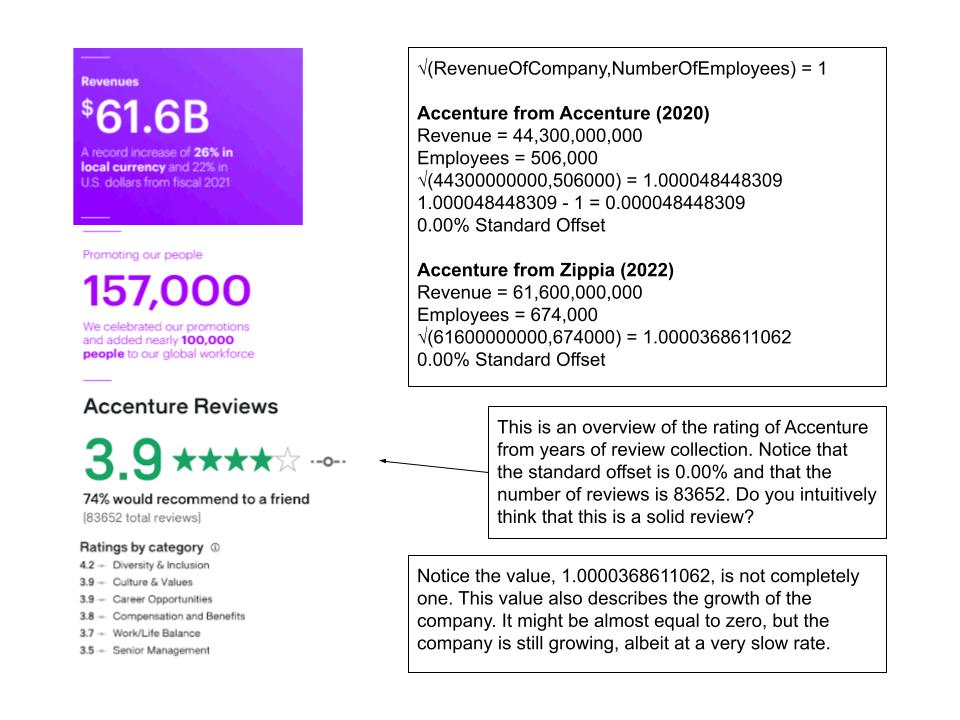 Revenues
$61.6B
A record increase of 26% in
local currency and 22% in
U.S. dollars from fiscal 2021
Promoting our people
157,000
We celebrated our promotions
and added nearly 100,000
people to our global workforce
Accenture Reviews
3.9
74% would recommend to a friend
(83652 total reviews)
Ratings by category
4.2 Diversity & Inclusion
3.9 Culture & Values
3.9 Career Opportunities
3.8 Compensation and Benefits
3.7 Work/Life Balance
3.5 Senior Management
√(RevenueOfCompany,NumberOfEmployees) = 1
Accenture from Accenture (2020)
Revenue = 44,300,000,000
Employees = 506,000
√(44300000000,506000) = 1.000048448309
1.000048448309 - 1 = 0.000048448309
0.00% Standard Offset
Accenture from Zippia (2022)
Revenue = 61,600,000,000
Employees = 674,000
√(61600000000,674000) = 1.0000368611062
0.00% Standard Offset
This is an overview of the rating of Accenture
from years of review collection. Notice that
the standard offset is 0.00% and that the
number of reviews is 83652. Do you intuitively
think that this is a solid review?
Notice the value, 1.0000368611062, is not completely
one. This value also describes the growth of the
company. It might be almost equal to zero, but the
company is still growing, albeit at a very slow rate.